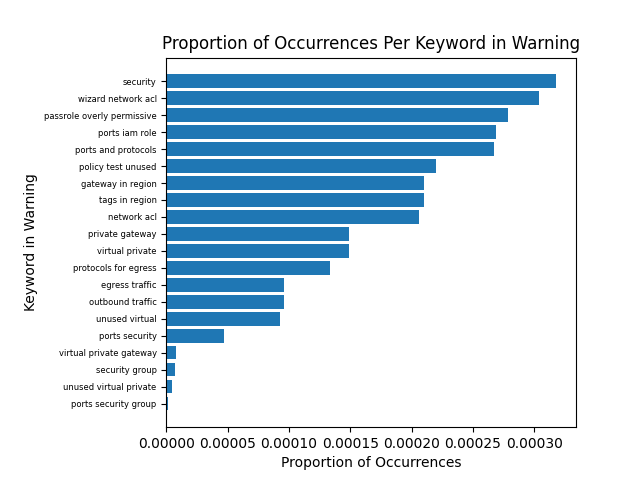 Proportion of Occurrences Per Keyword in Warning
security
wizard network acl
passrole overly permissive
ports iam role
ports and protocols
policy test unused
gateway in region
tags in region
network acl
private gateway
virtual private
protocols for egress
egress traffic
outbound traffic
unused virtual
ports security
virtual private gateway
security group
unused virtual private
ports security group
Keyword in Warning
0.00000 0.00005 0.00010 0.00015 0.00020 0.00025 0.00030
Proportion of Occurrences